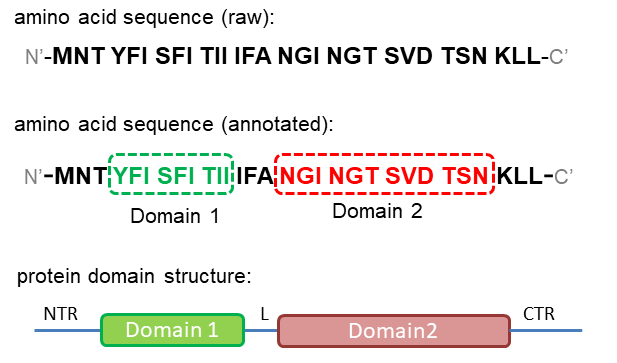 amino acid sequence (raw):
N’-MNT YFI SFI TII IFA NGI NGT SVD TSN KLL-C’
amino acid sequence (annotated):
N’-MNT YFI SFI TII IFA NGI NGT SVD TSN KLL-C’
Domain 1 Domain 2
protein domain structure:
NTR L CTR
Domain 1 Domain2